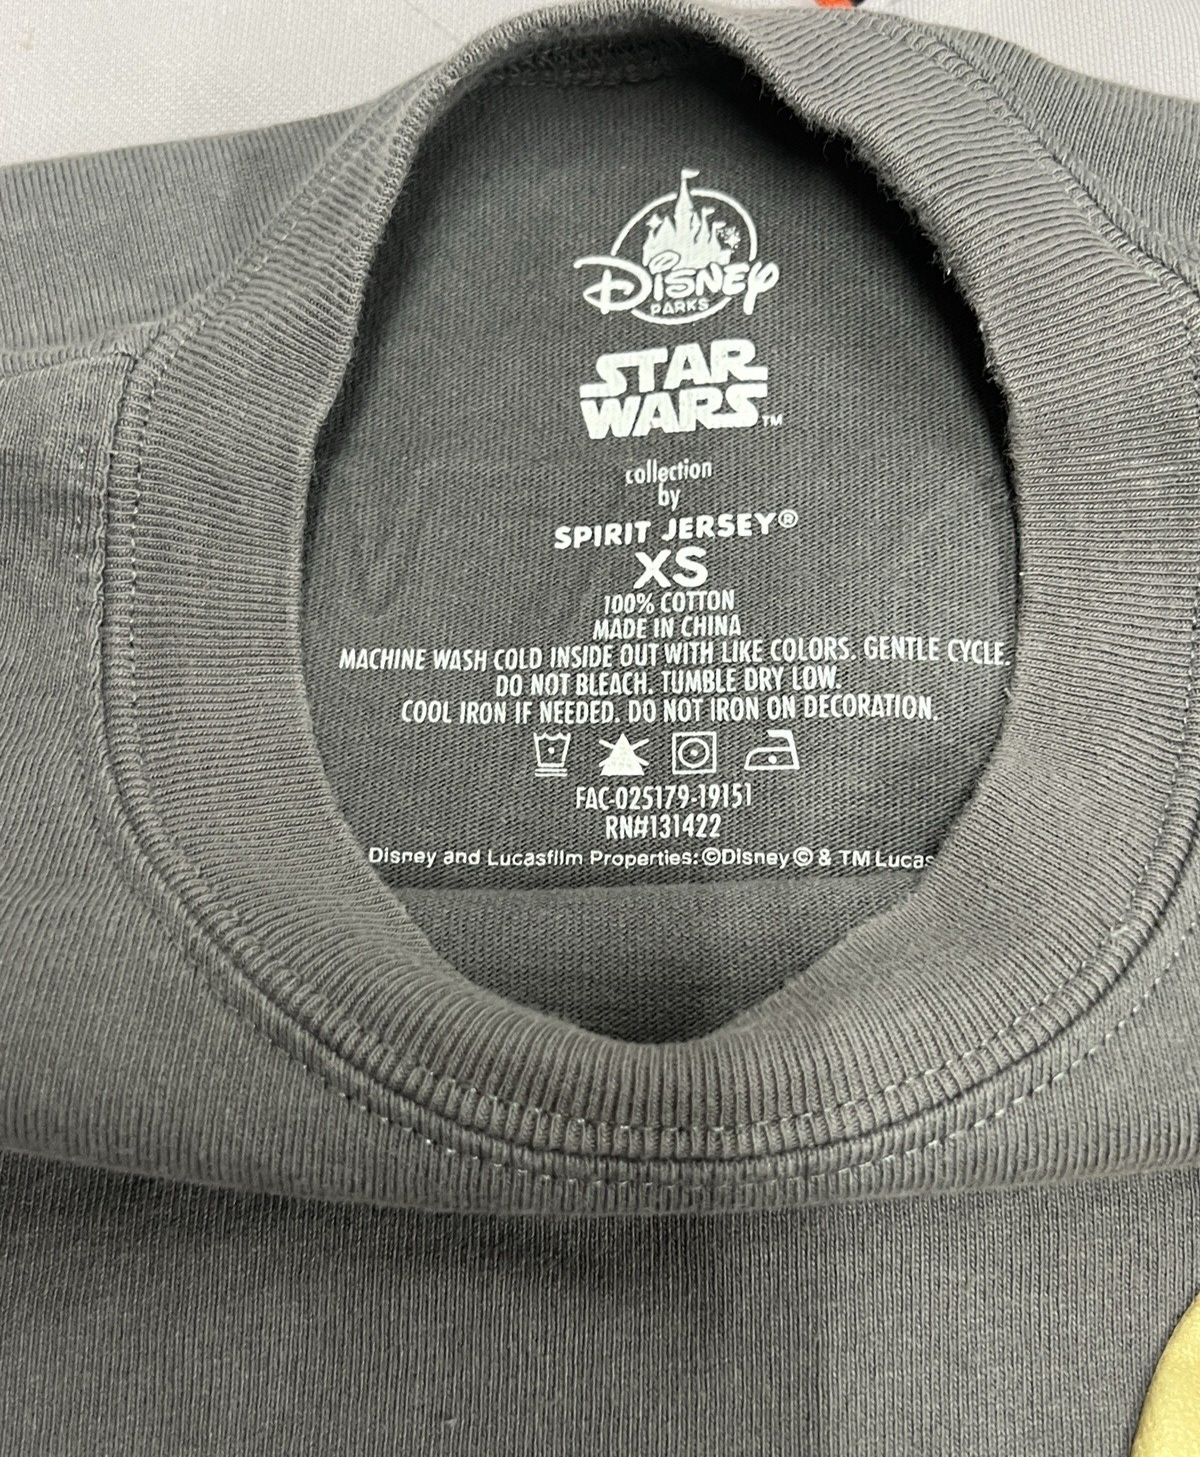 Disney
PARKS
STAR
WARS™
collection
by
SPIRIT JERSEY®
XS
100% COTTON
MADE IN CHINA
MACHINE WASH COLD INSIDE OUT WITH LIKE COLORS. GENTLE CYCLE.
DO NOT BLEACH. TUMBLE DRY LOW.
COOL IRON IF NEEDED. DO NOT IRON ON DECORATION.
FAC-025179-19151
RN#131422
Disney and Lucasfilm Properties: ©Disney © & TM Lucas